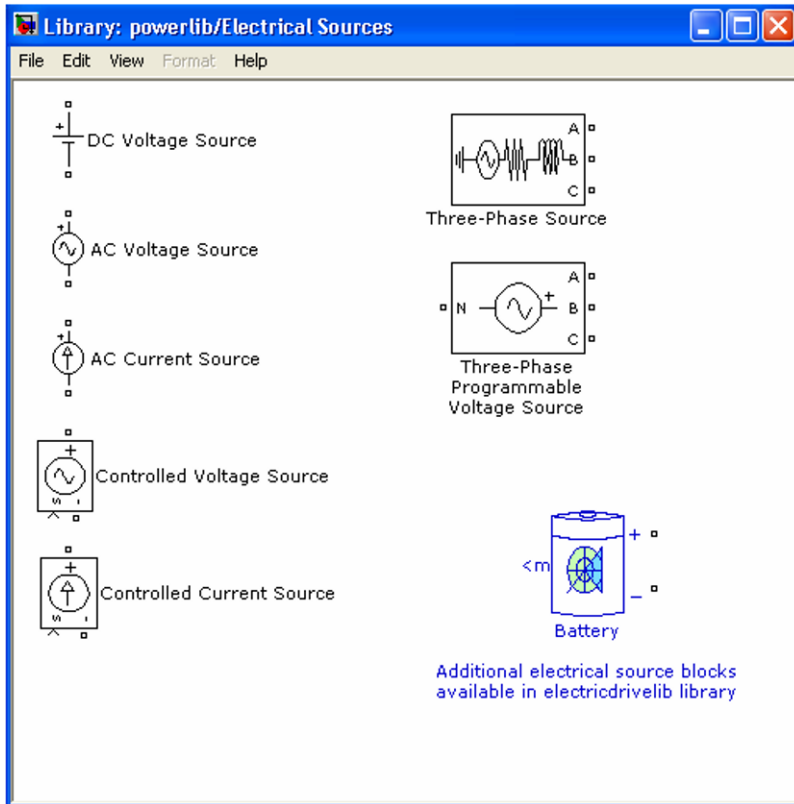 Library: powerlib/Electrical Sources
File Edit View Format Help
+
DC Voltage Source
+
AC Voltage Source
+
AC Current Source
+
Controlled Voltage Source
s -
+
Controlled Current Source
s -
A
B
C
Three-Phase Source
A
N + B
C
Three-Phase
Programmable
Voltage Source
+
<m
_
Battery
Additional electrical source blocks
available in electricdrivelib library